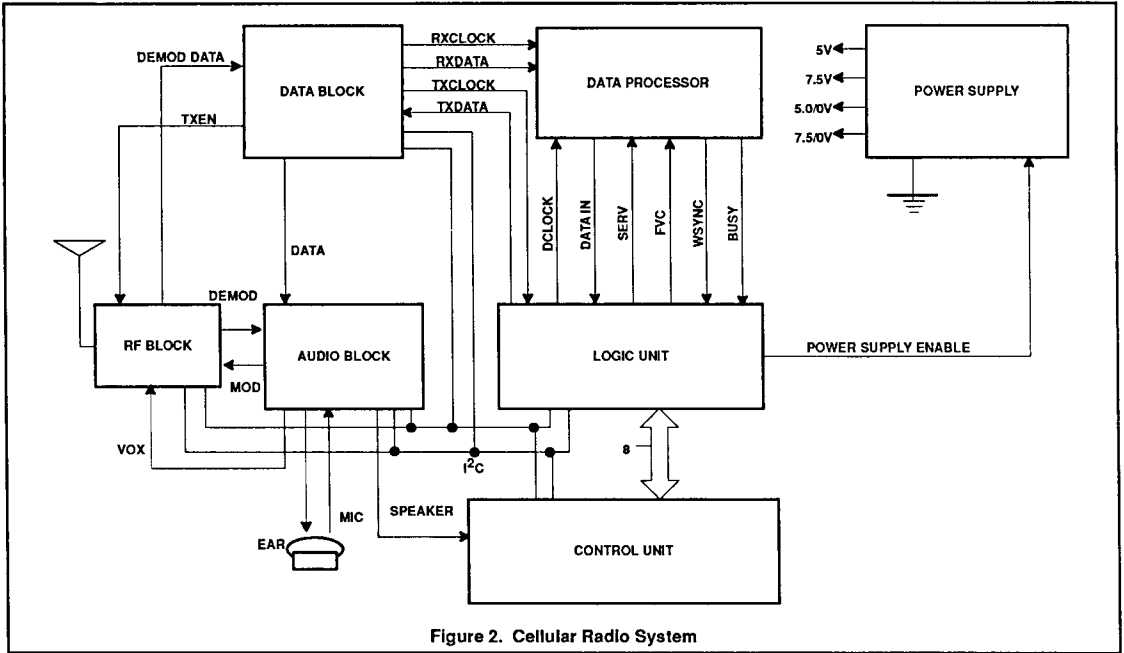 RXCLOCK
DEMOD DATA
RXDATA
5V
DATA BLOCK
TXCLOCK
DATA PROCESSOR
7.5V
POWER SUPPLY
TXDATA
5.0/0V
TXEN
7.5/0V
DCLOCK
DATA IN
SERV
FVC
WSYNC
BUSY
DATA
DEMOD
RF BLOCK
AUDIO BLOCK
LOGIC UNIT
POWER SUPPLY ENABLE
MOD
VOX
8
I²C
MIC
SPEAKER
EAR
CONTROL UNIT
Figure 2. Cellular Radio System